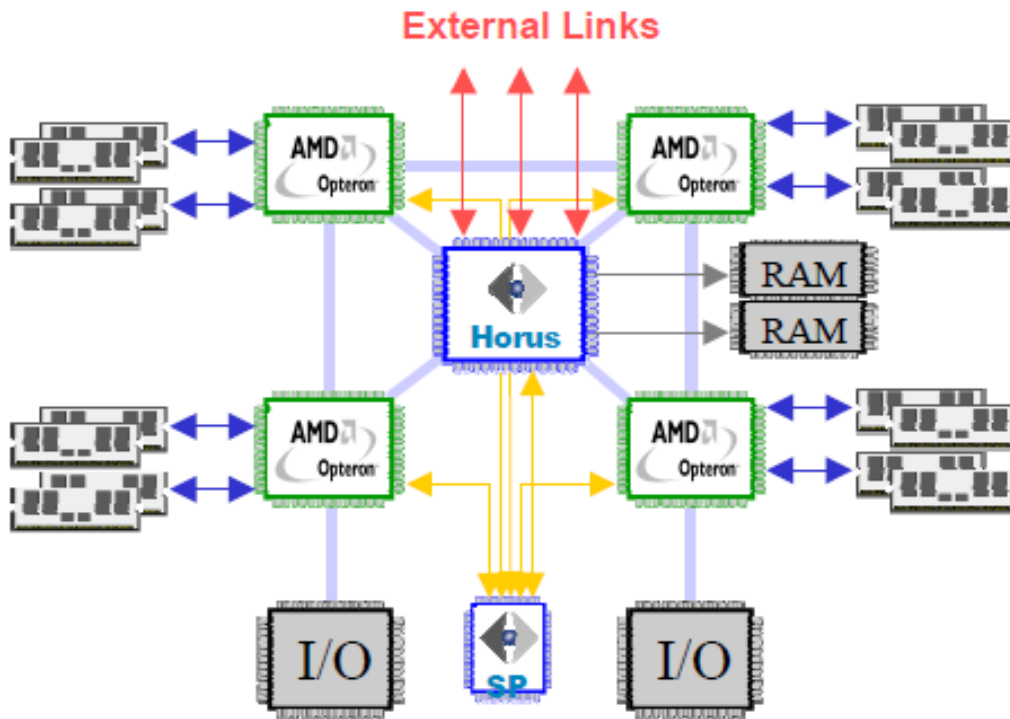 External Links
AMD
Opteron
AMD
Opteron
RAM
Horus
RAM
AMD
Opteron
AMD
Opteron
I/O
SP
I/O